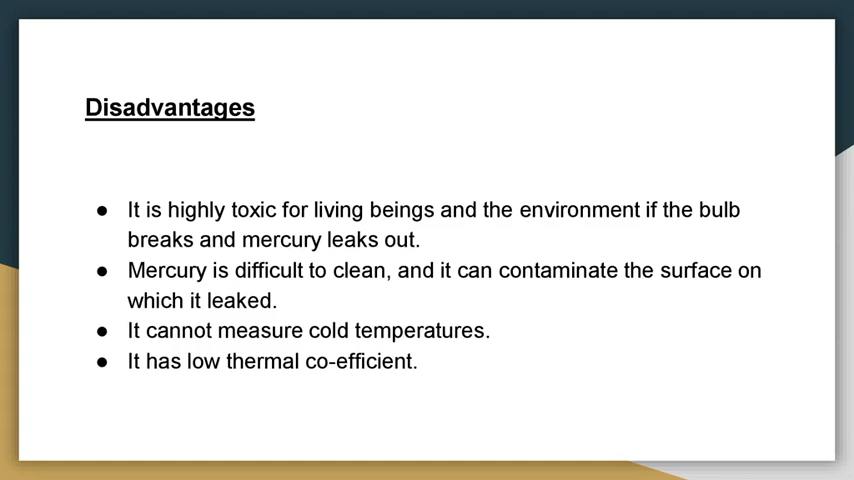 Disadvantages
● It is highly toxic for living beings and the environment if the bulb
breaks and mercury leaks out.
● Mercury is difficult to clean, and it can contaminate the surface on
which it leaked.
● It cannot measure cold temperatures.
● It has low thermal co-efficient.